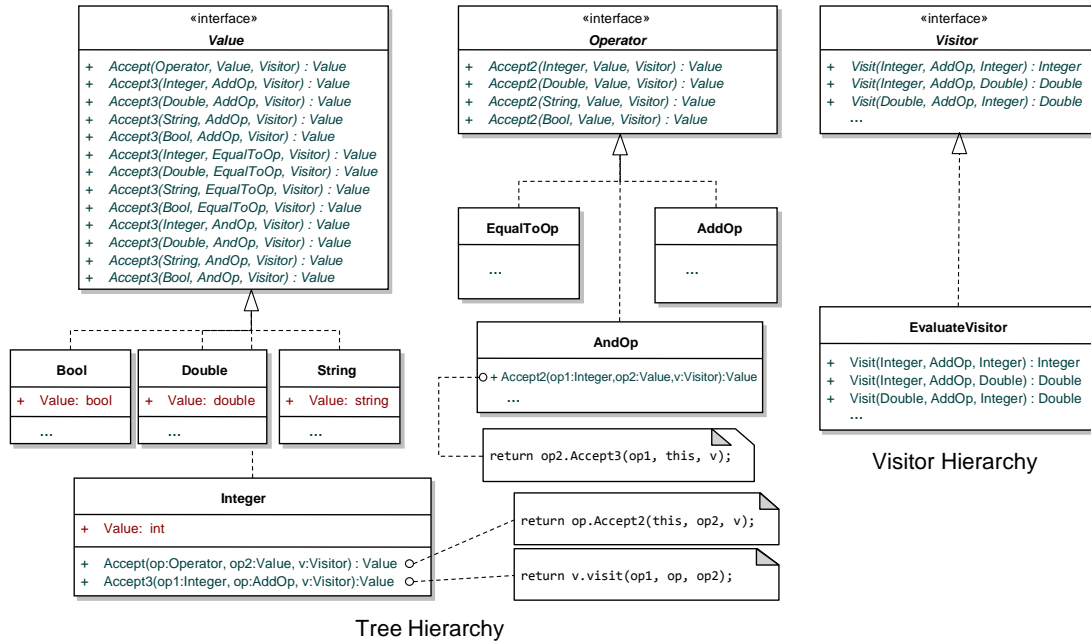 «interface»
Value
+ Accept(Operator, Value, Visitor) : Value
+ Accept3(Integer, AddOp, Visitor) : Value
+ Accept3(Double, AddOp, Visitor) : Value
+ Accept3(String, AddOp, Visitor) : Value
+ Accept3(Bool, AddOp, Visitor) : Value
+ Accept3(Integer, EqualToOp, Visitor) : Value
+ Accept3(Double, EqualToOp, Visitor) : Value
+ Accept3(String, EqualToOp, Visitor) : Value
+ Accept3(Bool, EqualToOp, Visitor) : Value
+ Accept3(Integer, AndOp, Visitor) : Value
+ Accept3(Double, AndOp, Visitor) : Value
+ Accept3(String, AndOp, Visitor) : Value
+ Accept3(Bool, AndOp, Visitor) : Value
«interface»
Operator
+ Accept2(Integer, Value, Visitor) : Value
+ Accept2(Double, Value, Visitor) : Value
+ Accept2(String, Value, Visitor) : Value
+ Accept2(Bool, Value, Visitor) : Value
«interface»
Visitor
+ Visit(Integer, AddOp, Integer) : Integer
+ Visit(Integer, AddOp, Double) : Double
+ Visit(Double, AddOp, Integer) : Double
...
EqualToOp
...
AddOp
...
Bool
+ Value: bool
...
Double
+ Value: double
...
String
+ Value: string
...
AndOp
+ Accept2(op1:Integer,op2:Value,v:Visitor):Value
...
EvaluateVisitor
+ Visit(Integer, AddOp, Integer) : Integer
+ Visit(Integer, AddOp, Double) : Double
+ Visit(Double, AddOp, Integer) : Double
...
return op2.Accept3(op1, this, v);
Visitor Hierarchy
Integer
+ Value: int
+ Accept(op:Operator, op2:Value, v:Visitor) : Value
+ Accept3(op1:Integer, op:AddOp, v:Visitor):Value
return op.Accept2(this, op2, v);
return v.visit(op1, op, op2);
Tree Hierarchy